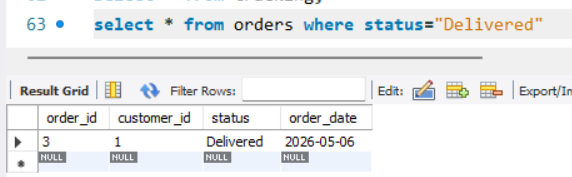 63 select * from orders where status="Delivered"
Result Grid Filter Rows: Edit: Export/In
order_id customer_id status order_date
3 1 Delivered 2026-05-06
NULL NULL NULL NULL